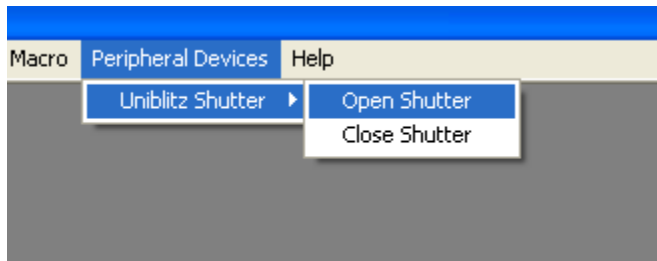 Macro Peripheral Devices Help
Uniblitz Shutter Open Shutter
Close Shutter